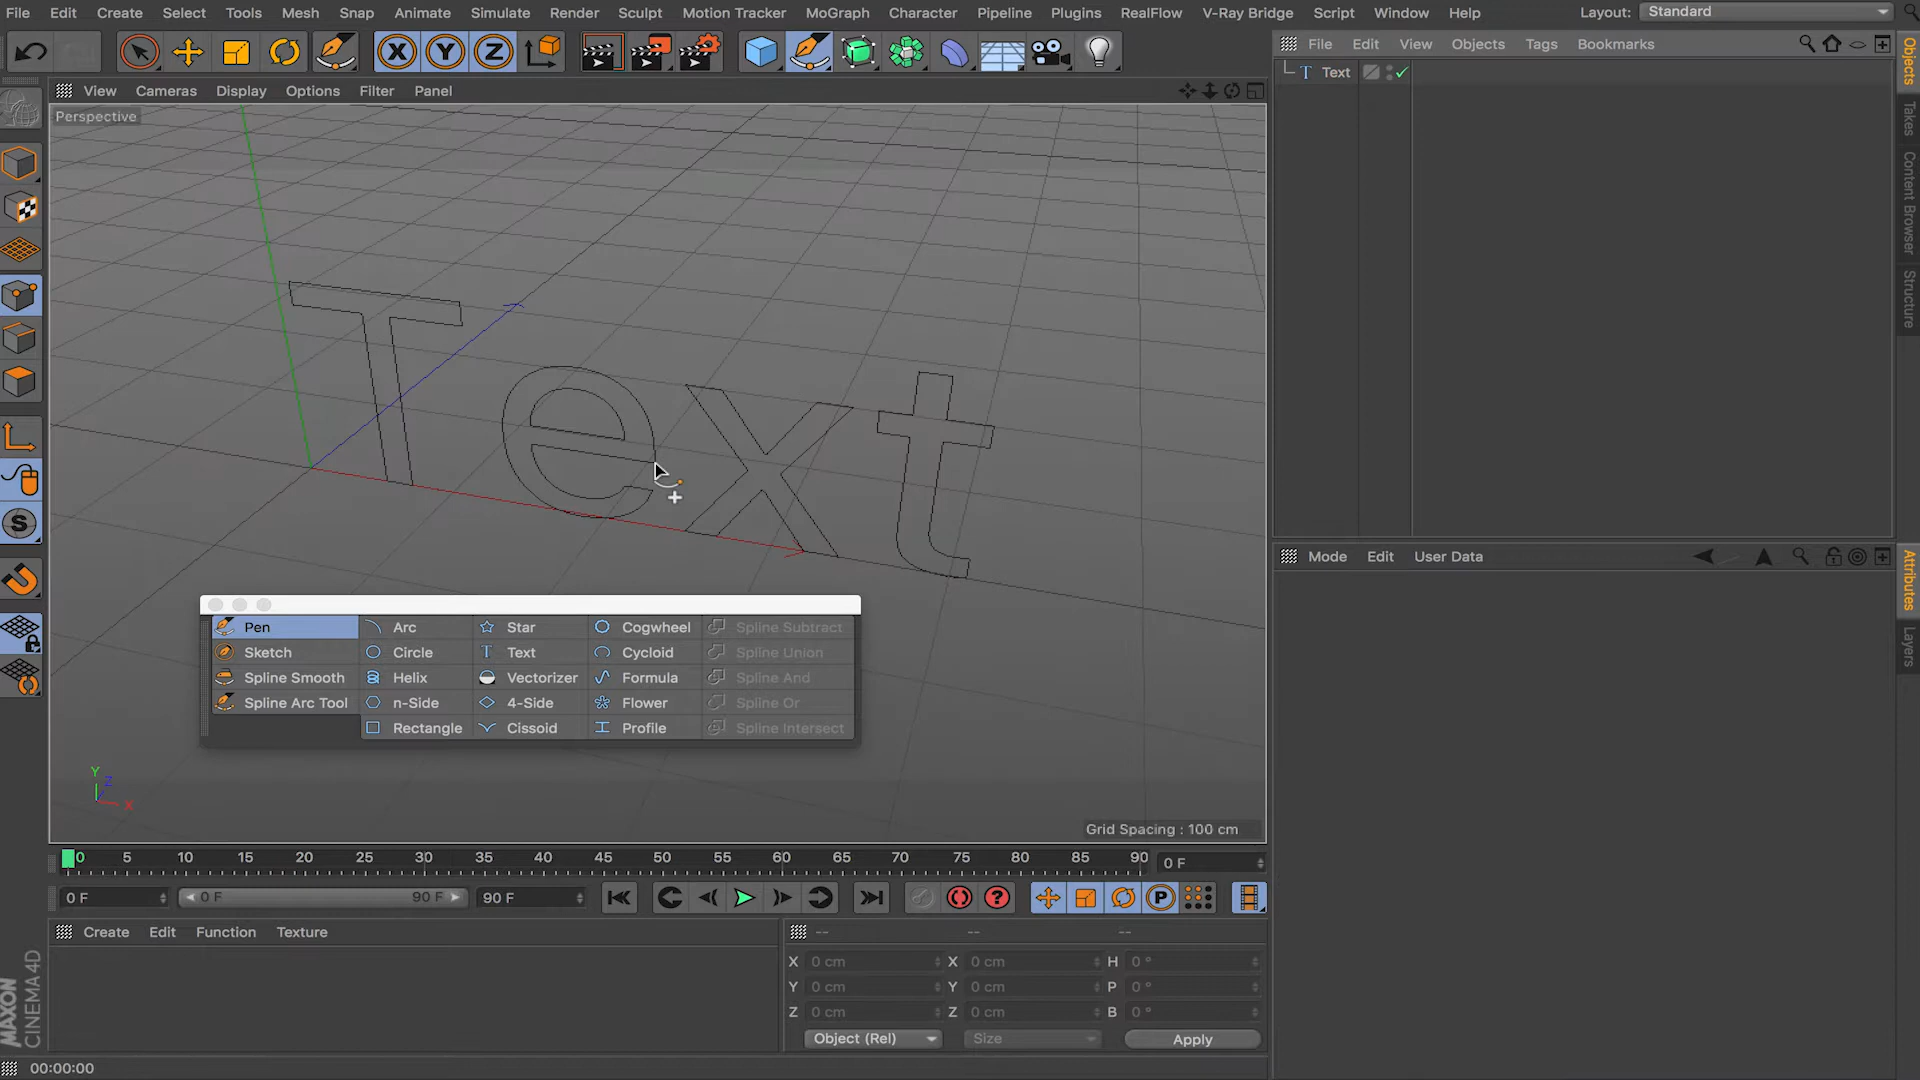 File Edit Create Select Tools Mesh Snap Animate Simulate Render Sculpt Motion Tracker MoGraph Character Pipeline Plugins RealFlow V-Ray Bridge Script Window Help Layout: Standard
X Y Z
File Edit View Objects Tags Bookmarks
Text
View Cameras Display Options Filter Panel
Perspective
Text
Pen Arc Star Cogwheel Spline Subtract
Sketch Circle Text Cycloid Spline Union
Spline Smooth Helix Vectorizer Formula Spline And
Spline Arc Tool n-Side 4-Side Flower Spline Or
Rectangle Cissoid Profile Spline Intersect
Y Z X
Grid Spacing : 100 cm
Objects
Takes
Content Browser
Structure
Mode Edit User Data
Attributes
Layers
S
0 5 10 15 20 25 30 35 40 45 50 55 60 65 70 75 80 85 90 0 F
0 F 0 F 90 F 90 F ? P
Create Edit Function Texture
-- -- --
X 0 cm X 0 cm H 0 °
Y 0 cm Y 0 cm P 0 °
Z 0 cm Z 0 cm B 0 °
Object (Rel) Size Apply
MAXON
CINEMA 4D
00:00:00